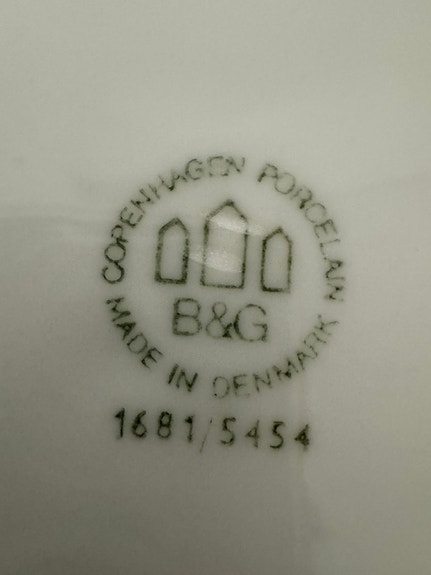 COPENHAGEN PORCELAIN
B&G
MADE IN DENMARK
1681/5454